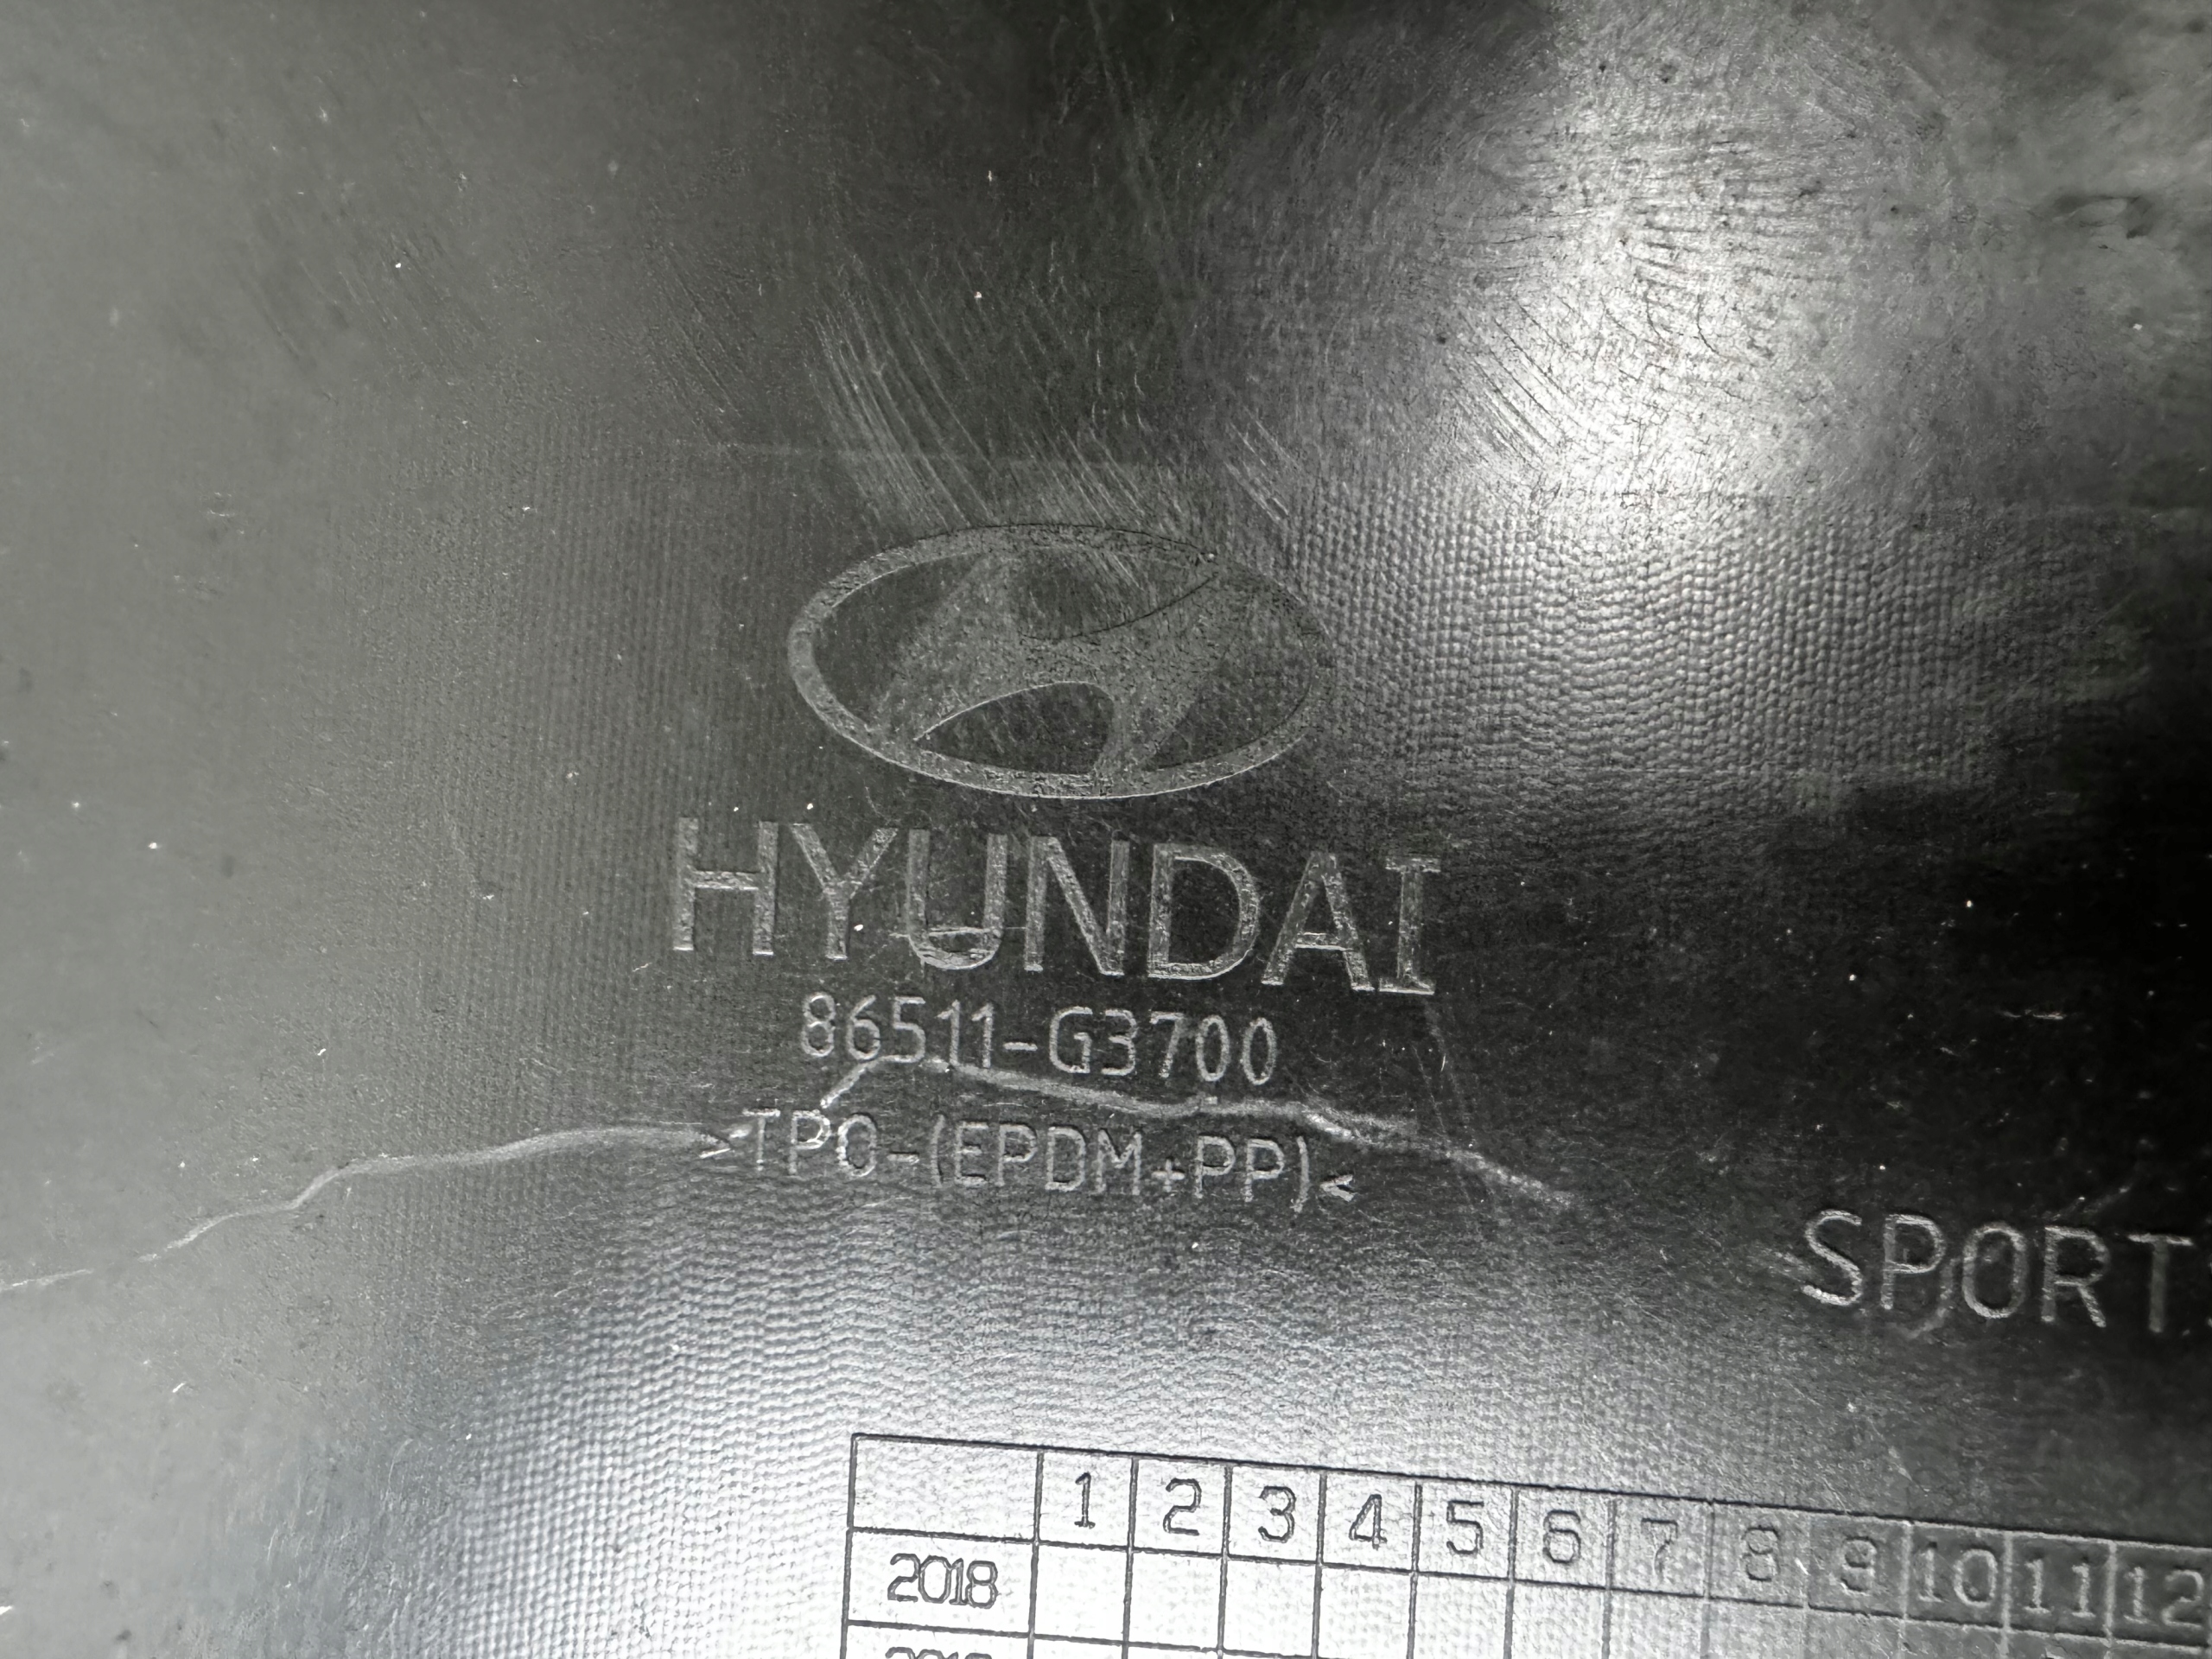 HYUNDAI
86511-G3700
>TPO-(EPDM+PP)<
SPORT
1 2 3 4 5 6 7 8 9 10 11 12
2018